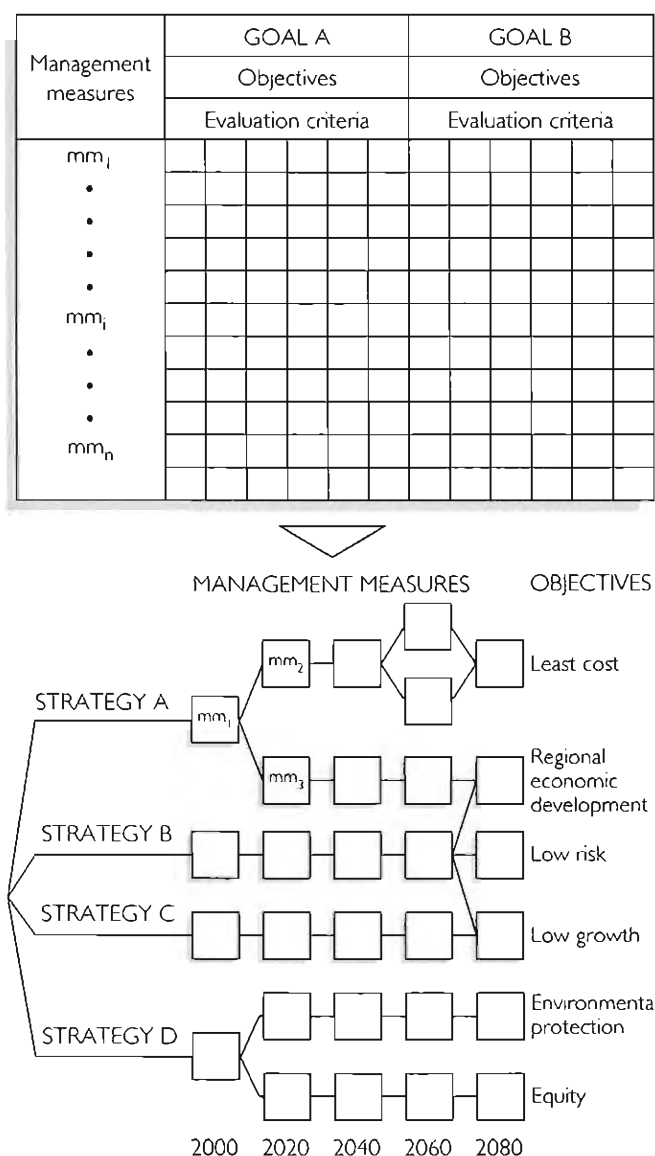 GOAL A GOAL B
Management
measures
Objectives Objectives
Evaluation criteria Evaluation criteria
mm1
mmi
mmn
MANAGEMENT MEASURES OBJECTIVES
mm2
Least cost
STRATEGY A
mm1
mm3
Regional
economic
development
STRATEGY B
Low risk
STRATEGY C
Low growth
STRATEGY D
Environmenta
protection
Equity
2000 2020 2040 2060 2080